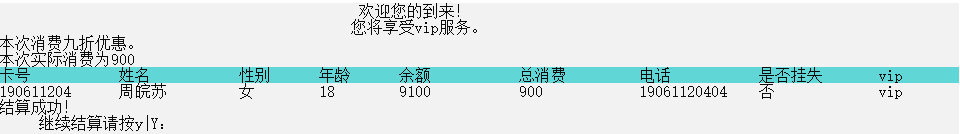 欢迎您的到来!
您将享受vip服务。
本次消费九折优惠。
本次实际消费为900
卡号 姓名 性别 年龄 余额 总消费 电话 是否挂失 vip
190611204 周皖苏 女 18 9100 900 19061120404 否 vip
结算成功!
继续结算请按y|Y: